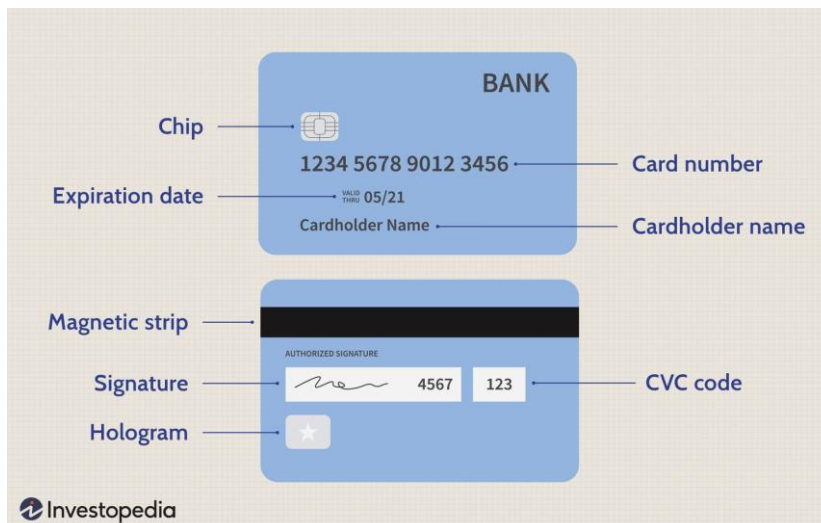 BANK
Chip
1234 5678 9012 3456
Card number
Expiration date
VALID THRU 05/21
Cardholder Name
Cardholder name
Magnetic strip
AUTHORIZED SIGNATURE
Signature
4567 123
CVC code
Hologram
Investopedia